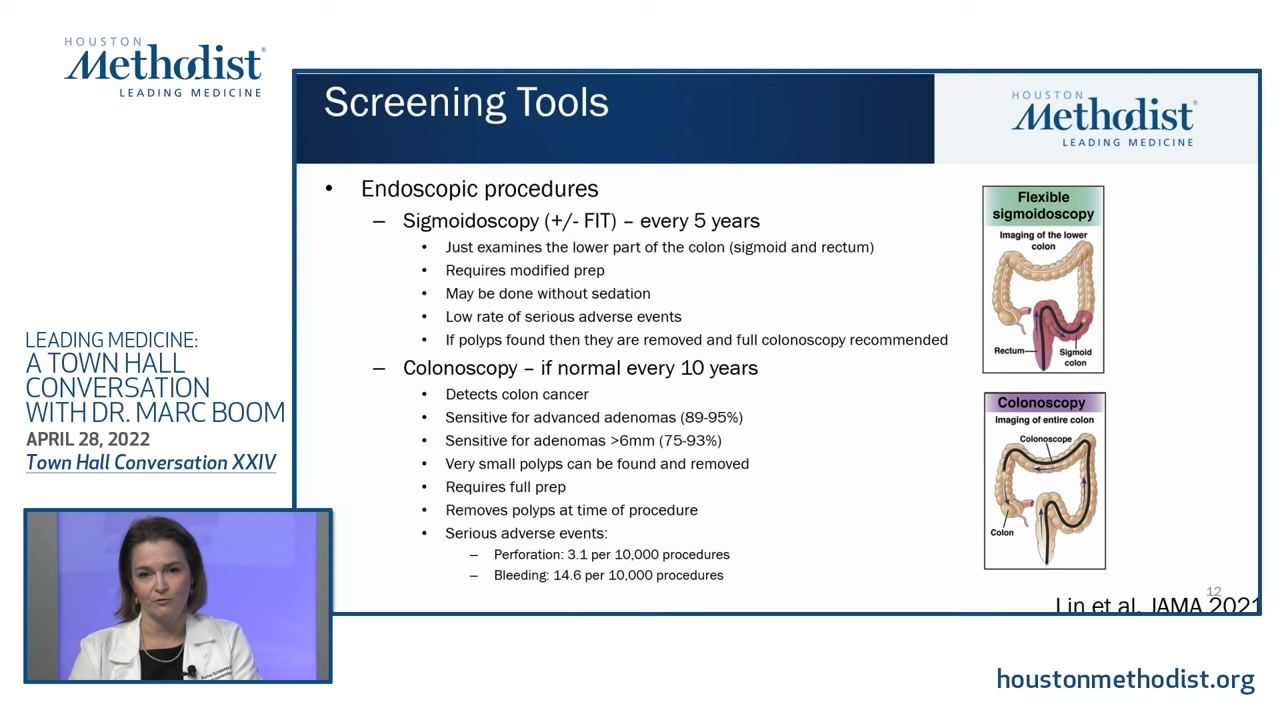 HOUSTON
Methodist®
LEADING MEDICINE
Screening Tools
HOUSTON
Methodist®
LEADING MEDICINE
• Endoscopic procedures
– Sigmoidoscopy (+/- FIT) – every 5 years
• Just examines the lower part of the colon (sigmoid and rectum)
• Requires modified prep
• May be done without sedation
• Low rate of serious adverse events
• If polyps found then they are removed and full colonoscopy recommended
– Colonoscopy – if normal every 10 years
• Detects colon cancer
• Sensitive for advanced adenomas (89-95%)
• Sensitive for adenomas >6mm (75-93%)
• Very small polyps can be found and removed
• Requires full prep
• Removes polyps at time of procedure
• Serious adverse events:
– Perforation: 3.1 per 10,000 procedures
– Bleeding: 14.6 per 10,000 procedures
Flexible
sigmoidoscopy
Imaging of the lower
colon
Rectum
Sigmoid
colon
Colonoscopy
Imaging of entire colon
Colonoscope
Colon
12
Lin et al. JAMA 2021
LEADING MEDICINE:
A TOWN HALL
CONVERSATION
WITH DR. MARC BOOM
APRIL 28, 2022
Town Hall Conversation XXIV
houstonmethodist.org